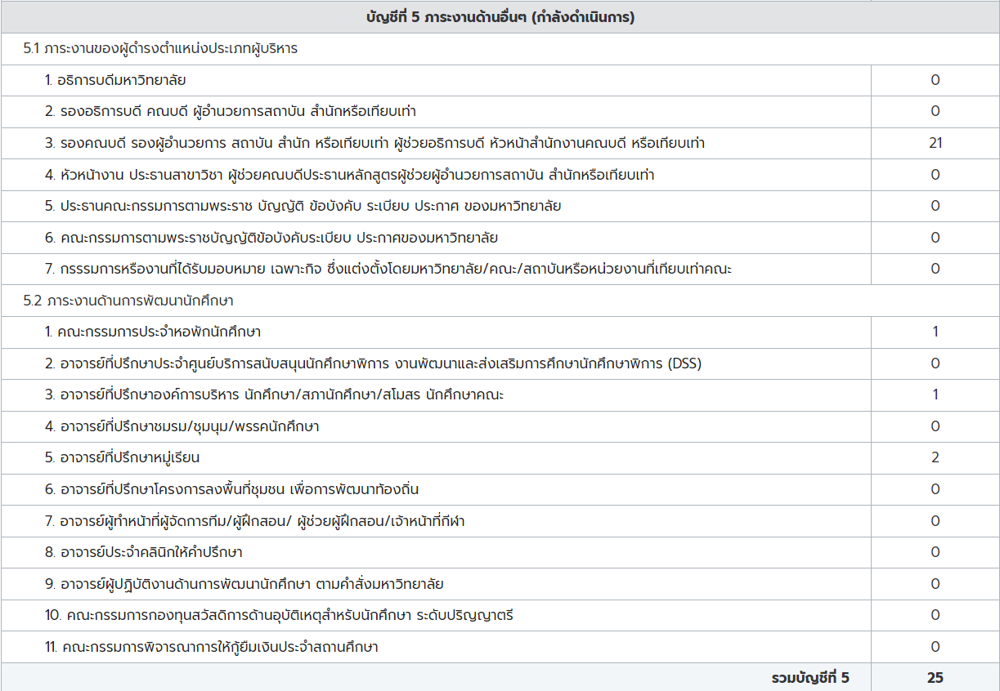 บัญชีที่ 5 ภาระงานด้านอื่นๆ (กำลังดำเนินการ)
5.1 ภาระงานของผู้ดำรงตำแหน่งประเภทผู้บริหาร
1. อธิการบดีมหาวิทยาลัย 0
2. รองอธิการบดี คณบดี ผู้อำนวยการสถาบัน สำนักหรือเทียบเท่า 0
3. รองคณบดี รองผู้อำนวยการ สถาบัน สำนัก หรือเทียบเท่า ผู้ช่วยอธิการบดี หัวหน้าสำนักงานคณบดี หรือเทียบเท่า 21
4. หัวหน้างาน ประธานสาขาวิชา ผู้ช่วยคณบดีประธานหลักสูตรผู้ช่วยผู้อำนวยการสถาบัน สำนักหรือเทียบเท่า 0
5. ประธานคณะกรรมการตามพระราช บัญญัติ ข้อบังคับ ระเบียบ ประกาศ ของมหาวิทยาลัย 0
6. คณะกรรมการตามพระราชบัญญัติข้อบังคับระเบียบ ประกาศของมหาวิทยาลัย 0
7. กรรรมการหรืองานที่ได้รับมอบหมาย เฉพาะกิจ ซึ่งแต่งตั้งโดยมหาวิทยาลัย/คณะ/สถาบันหรือหน่วยงานที่เทียบเท่าคณะ 0
5.2 ภาระงานด้านการพัฒนานักศึกษา
1. คณะกรรมการประจำหอพักนักศึกษา 1
2. อาจารย์ที่ปรึกษาประจำศูนย์บริการสนับสนุนนักศึกษาพิการ งานพัฒนาและส่งเสริมการศึกษานักศึกษาพิการ (DSS) 0
3. อาจารย์ที่ปรึกษาองค์การบริหาร นักศึกษา/สภานักศึกษา/สโมสร นักศึกษาคณะ 1
4. อาจารย์ที่ปรึกษาชมรม/ชุมนุม/พรรคนักศึกษา 0
5. อาจารย์ที่ปรึกษาหมู่เรียน 2
6. อาจารย์ที่ปรึกษาโครงการลงพื้นที่ชุมชน เพื่อการพัฒนาท้องถิ่น 0
7. อาจารย์ผู้ทำหน้าที่ผู้จัดการทีม/ผู้ฝึกสอน/ ผู้ช่วยผู้ฝึกสอน/เจ้าหน้าที่กีฬา 0
8. อาจารย์ประจำคลินิกให้คำปรึกษา 0
9. อาจารย์ผู้ปฏิบัติงานด้านการพัฒนานักศึกษา ตามคำสั่งมหาวิทยาลัย 0
10. คณะกรรมการกองทุนสวัสดิการด้านอุบัติเหตุสำหรับนักศึกษา ระดับปริญญาตรี 0
11. คณะกรรมการพิจารณาการให้กู้ยืมเงินประจำสถานศึกษา 0
รวมบัญชีที่ 5 25